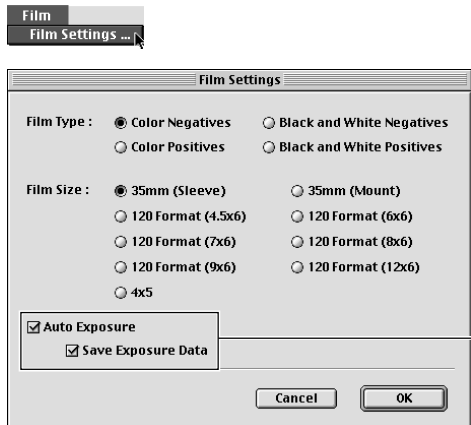 Film
Film Settings ...
Film Settings
Film Type : Color Negatives Black and White Negatives
Color Positives Black and White Positives
Film Size : 35mm (Sleeve) 35mm (Mount)
120 Format (4.5x6) 120 Format (6x6)
120 Format (7x6) 120 Format (8x6)
120 Format (9x6) 120 Format (12x6)
4x5
Auto Exposure
Save Exposure Data
Cancel OK